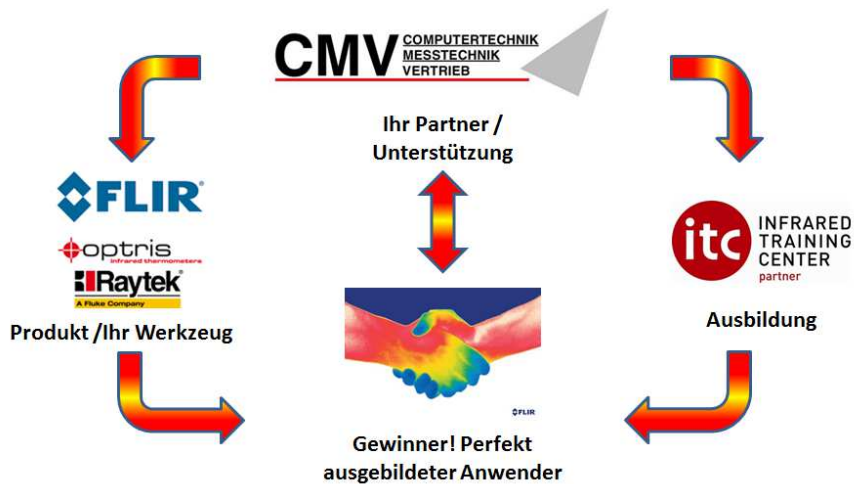 CMV COMPUTERTECHNIK
MESSTECHNIK
VERTRIEB
Ihr Partner /
Unterstützung
FLIR®
optris
infrared thermometers
Raytek®
A Fluke Company
Produkt /Ihr Werkzeug
itc INFRARED
TRAINING
CENTER
partner
Ausbildung
FLIR
Gewinner! Perfekt
ausgebildeter Anwender